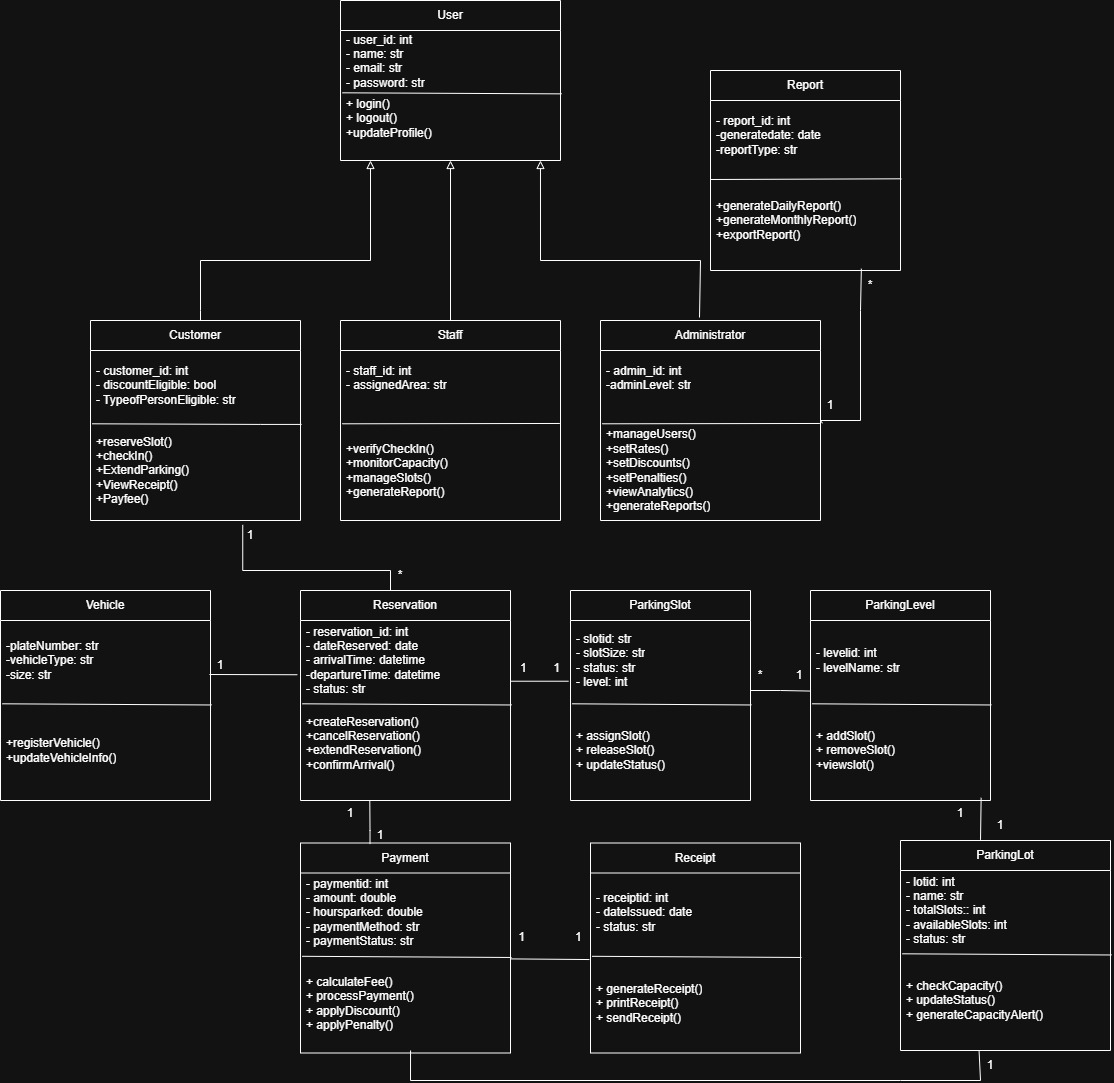 User
- user_id: int
- name: str
- email: str
- password: str
+ login()
+ logout()
+updateProfile()
Report
- report_id: int
-generatedate: date
-reportType: str
+generateDailyReport()
+generateMonthlyReport()
+exportReport()
*
1
Customer
- customer_id: int
- discountEligible: bool
- TypeofPersonEligible: str
+reserveSlot()
+checkIn()
+ExtendParking()
+ViewReceipt()
+Payfee()
Staff
- staff_id: int
- assignedArea: str
+verifyCheckIn()
+monitorCapacity()
+manageSlots()
+generateReport()
Administrator
- admin_id: int
-adminLevel: str
+manageUsers()
+setRates()
+setDiscounts()
+setPenalties()
+viewAnalytics()
+generateReports()
1
*
Vehicle
-plateNumber: str
-vehicleType: str
-size: str
+registerVehicle()
+updateVehicleInfo()
1
Reservation
- reservation_id: int
- dateReserved: date
- arrivalTime: datetime
-departureTime: datetime
- status: str
+createReservation()
+cancelReservation()
+extendReservation()
+confirmArrival()
1
1
ParkingSlot
- slotid: str
- slotSize: str
- status: str
- level: int
+ assignSlot()
+ releaseSlot()
+ updateStatus()
*
1
ParkingLevel
- levelid: int
- levelName: str
+ addSlot()
+ removeSlot()
+viewslot()
1
1
1
1
Payment
- paymentid: int
- amount: double
- hoursparked: double
- paymentMethod: str
- paymentStatus: str
+ calculateFee()
+ processPayment()
+ applyDiscount()
+ applyPenalty()
1
1
Receipt
- receiptid: int
- dateIssued: date
- status: str
+ generateReceipt()
+ printReceipt()
+ sendReceipt()
ParkingLot
- lotid: int
- name: str
- totalSlots:: int
- availableSlots: int
- status: str
+ checkCapacity()
+ updateStatus()
+ generateCapacityAlert()
1